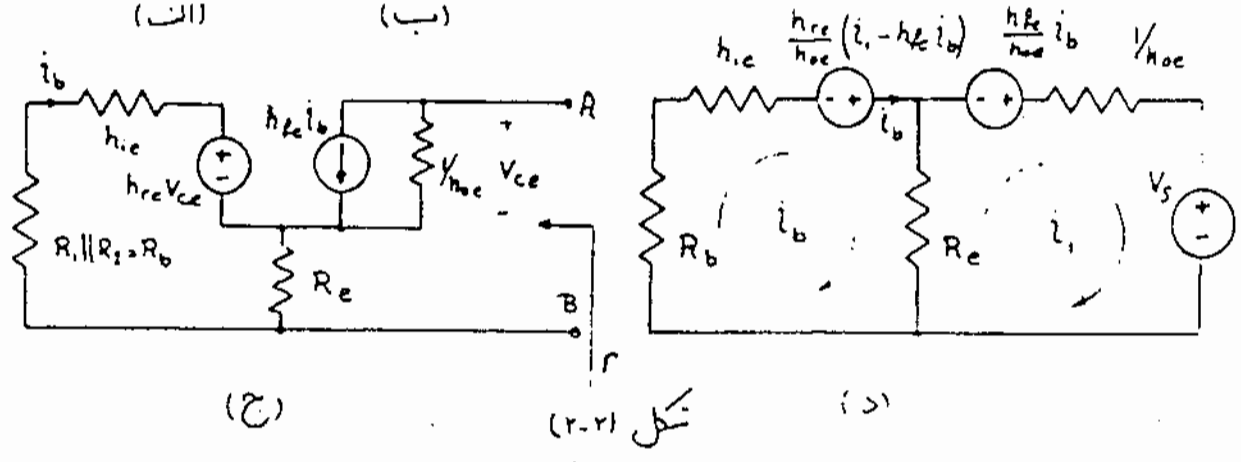 (الف)
(ب)
i_b
h_ie
h_re V_ce
h_fe i_b
1/h_oe
+
V_ce
-
A
R_1||R_2=R_b
R_e
B
r
(ج)
h_ie
h_re/h_oe (i_1 - h_fe i_b)
h_fe/h_oe i_b
1/h_oe
i_b
R_b
i_b
R_e
i_1
V_s
(د)
شکل (۲-۲)